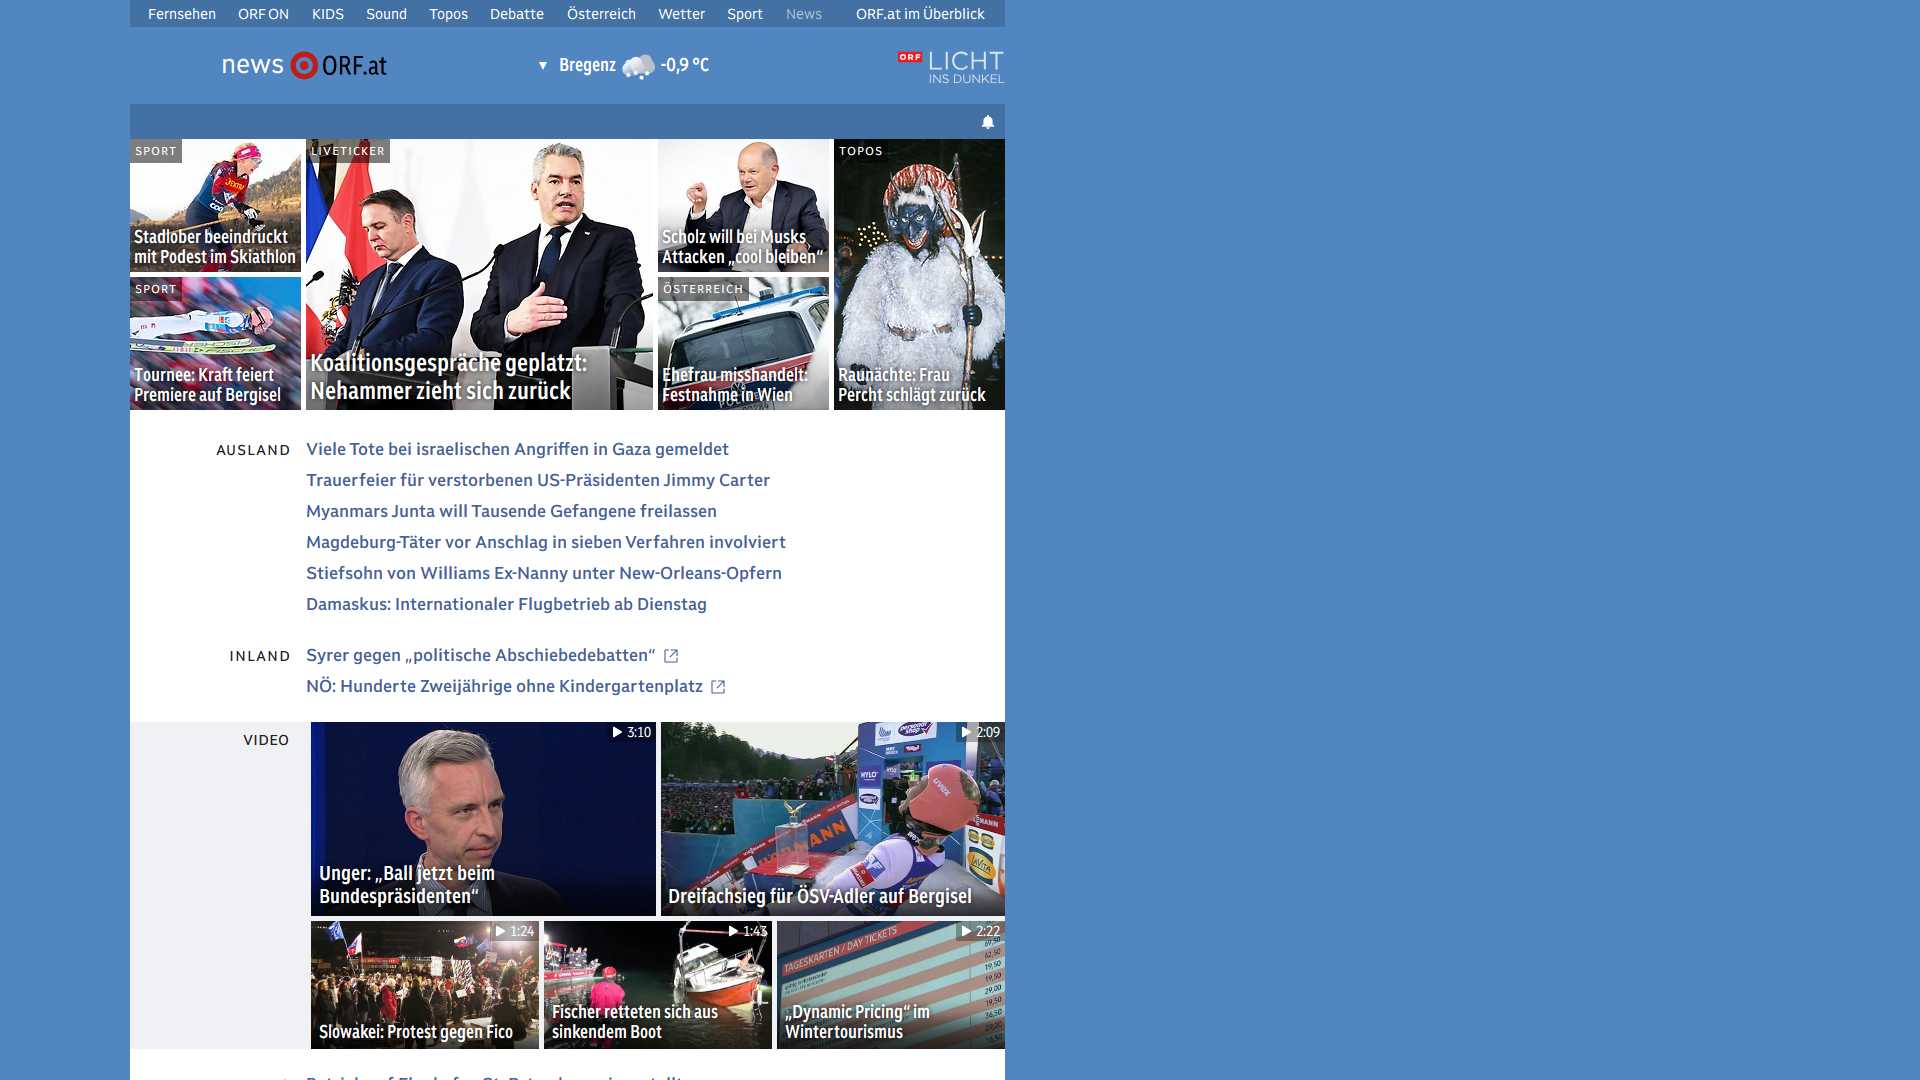 Fernsehen ORF ON KIDS Sound Topos Debatte Österreich Wetter Sport News ORF.at im Überblick
news ORF.at
▼ Bregenz -0,9 °C
ORF LICHT
INS DUNKEL
SPORT
Stadlober beeindruckt
mit Podest im Skiathlon
SPORT
Tournee: Kraft feiert
Premiere auf Bergisel
LIVETICKER
Koalitionsgespräche geplatzt:
Nehammer zieht sich zurück
Scholz will bei Musks
Attacken „cool bleiben“
ÖSTERREICH
Ehefrau misshandelt:
Festnahme in Wien
TOPOS
Raunächte: Frau
Percht schlägt zurück
AUSLAND
Viele Tote bei israelischen Angriffen in Gaza gemeldet
Trauerfeier für verstorbenen US-Präsidenten Jimmy Carter
Myanmars Junta will Tausende Gefangene freilassen
Magdeburg-Täter vor Anschlag in sieben Verfahren involviert
Stiefsohn von Williams Ex-Nanny unter New-Orleans-Opfern
Damaskus: Internationaler Flugbetrieb ab Dienstag
INLAND
Syrer gegen „politische Abschiebedebatten“
NÖ: Hunderte Zweijährige ohne Kindergartenplatz
VIDEO
3:10
Unger: „Ball jetzt beim
Bundespräsidenten“
2:09
Dreifachsieg für ÖSV-Adler auf Bergisel
1:24
Slowakei: Protest gegen Fico
1:43
Fischer retteten sich aus
sinkendem Boot
2:22
TAGESKARTEN / DAY TICKETS
„Dynamic Pricing“ im
Wintertourismus